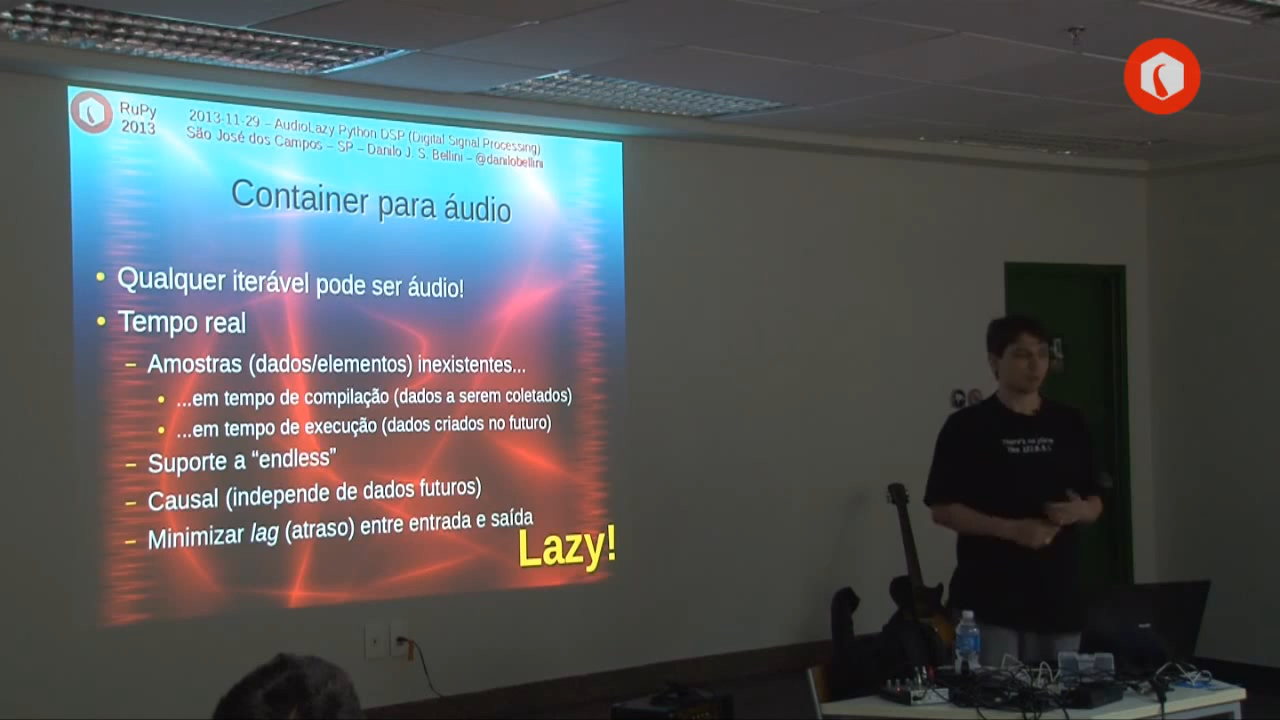 RuPy
2013
2013-11-29 – AudioLazy Python DSP (Digital Signal Processing)
São José dos Campos – SP – Danilo J. S. Bellini – @danilobellini
Container para áudio
Qualquer iterável pode ser áudio!
Tempo real
– Amostras (dados/elementos) inexistentes...
...em tempo de compilação (dados a serem coletados)
...em tempo de execução (dados criados no futuro)
– Suporte a “endless”
– Causal (independe de dados futuros)
– Minimizar lag (atraso) entre entrada e saída
Lazy!
There's no place